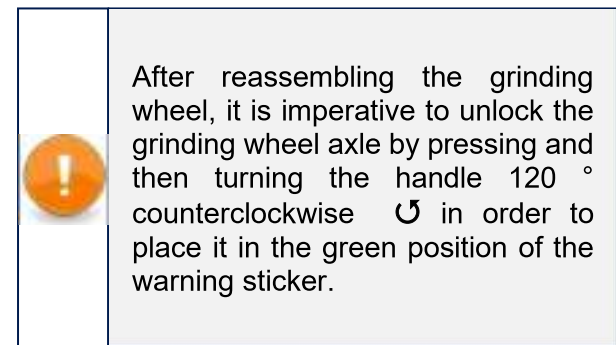 After reassembling the grinding
wheel, it is imperative to unlock the
grinding wheel axle by pressing and
then turning the handle 120 °
counterclockwise ↺ in order to
place it in the green position of the
warning sticker.